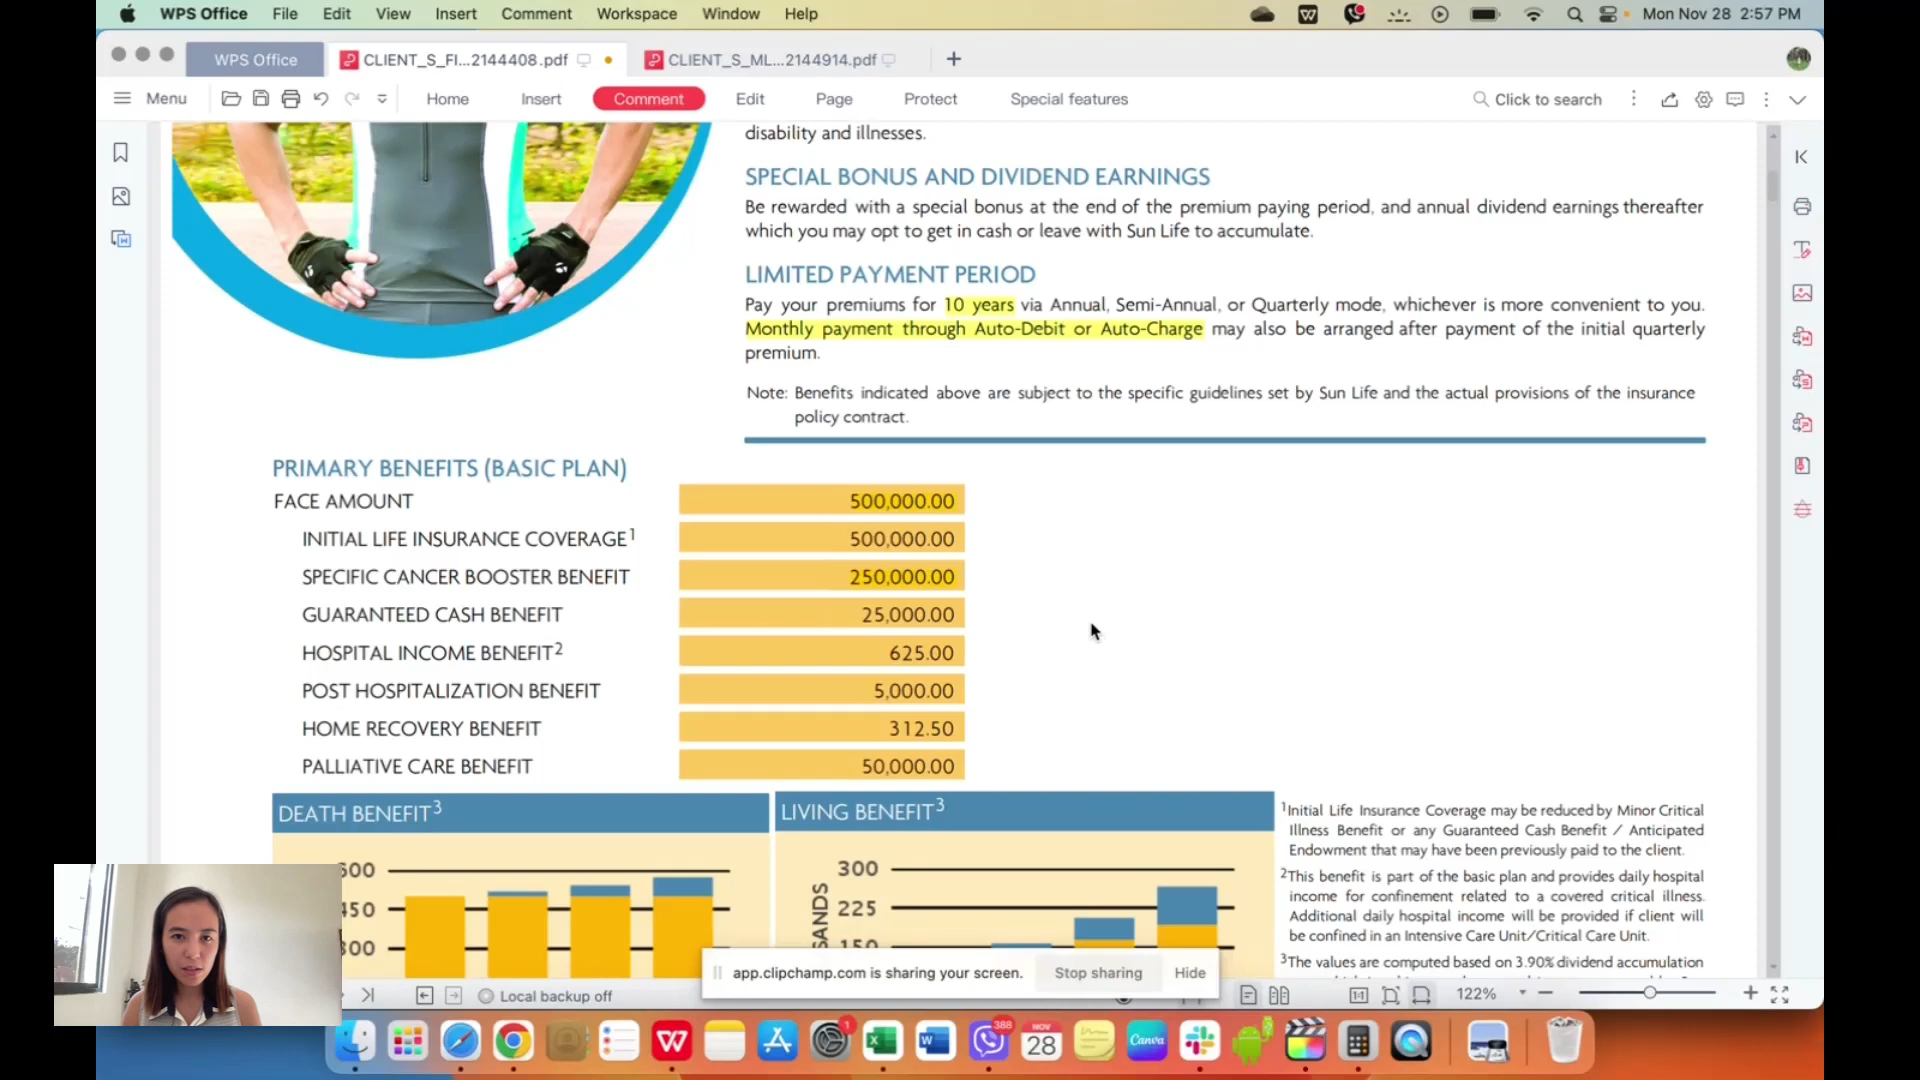 WPS Office File Edit View Insert Comment Workspace Window Help Mon Nov 28 2:57 PM
WPS Office CLIENT_S_FI...2144408.pdf CLIENT_S_ML...2144914.pdf
Menu Home Insert Comment Edit Page Protect Special features Click to search
disability and illnesses.
SPECIAL BONUS AND DIVIDEND EARNINGS
Be rewarded with a special bonus at the end of the premium paying period, and annual dividend earnings thereafter
which you may opt to get in cash or leave with Sun Life to accumulate.
LIMITED PAYMENT PERIOD
Pay your premiums for 10 years via Annual, Semi-Annual, or Quarterly mode, whichever is more convenient to you.
Monthly payment through Auto-Debit or Auto-Charge may also be arranged after payment of the initial quarterly
premium.
Note: Benefits indicated above are subject to the specific guidelines set by Sun Life and the actual provisions of the insurance
policy contract.
PRIMARY BENEFITS (BASIC PLAN)
FACE AMOUNT 500,000.00
INITIAL LIFE INSURANCE COVERAGE1 500,000.00
SPECIFIC CANCER BOOSTER BENEFIT 250,000.00
GUARANTEED CASH BENEFIT 25,000.00
HOSPITAL INCOME BENEFIT2 625.00
POST HOSPITALIZATION BENEFIT 5,000.00
HOME RECOVERY BENEFIT 312.50
PALLIATIVE CARE BENEFIT 50,000.00
DEATH BENEFIT3
LIVING BENEFIT3
300
225
150
1Initial Life Insurance Coverage may be reduced by Minor Critical
Illness Benefit or any Guaranteed Cash Benefit / Anticipated
Endowment that may have been previously paid to the client.
2This benefit is part of the basic plan and provides daily hospital
income for confinement related to a covered critical illness.
Additional daily hospital income will be provided if client will
be confined in an Intensive Care Unit/Critical Care Unit.
3The values are computed based on 3.90% dividend accumulation
app.clipchamp.com is sharing your screen. Stop sharing Hide
Local backup off 122%
1 388 NOV 28 Canva